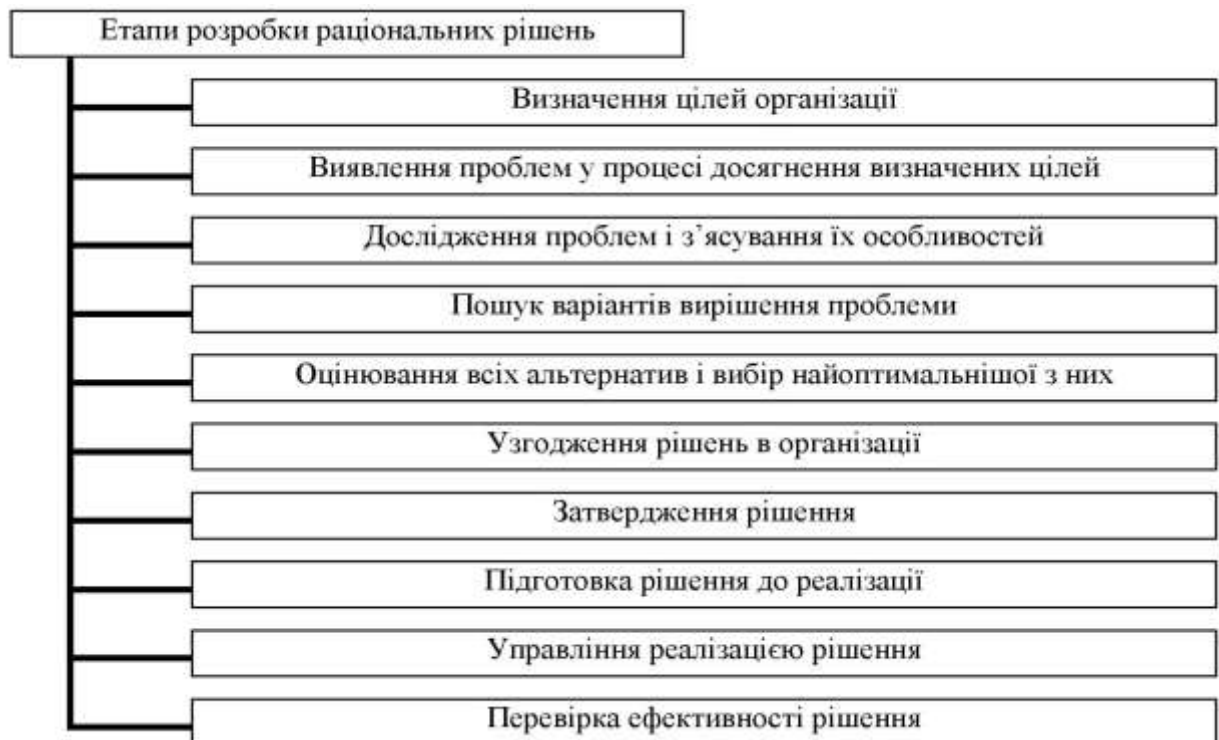 Етапи розробки раціональних рішень
Визначення цілей організації
Виявлення проблем у процесі досягнення визначених цілей
Дослідження проблем і з’ясування їх особливостей
Пошук варіантів вирішення проблеми
Оцінювання всіх альтернатив і вибір найоптимальнішої з них
Узгодження рішень в організації
Затвердження рішення
Підготовка рішення до реалізації
Управління реалізацією рішення
Перевірка ефективності рішення